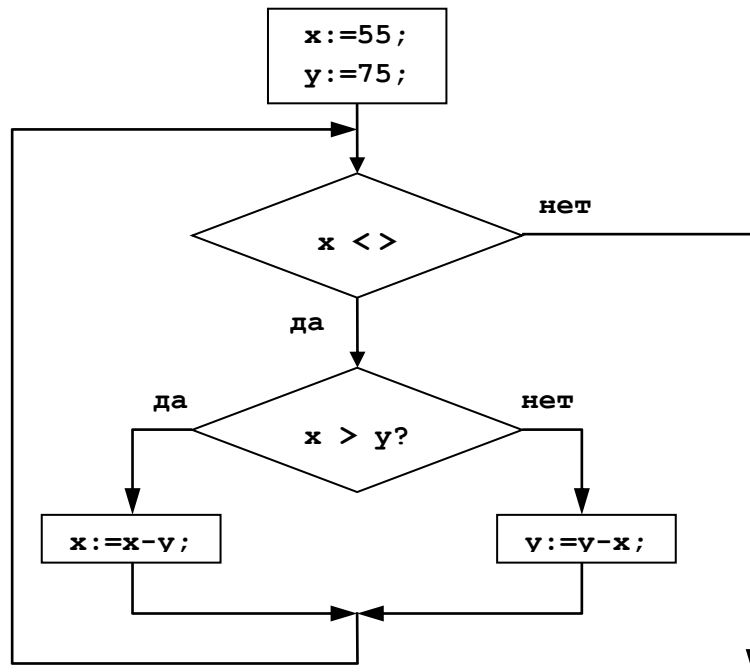 x:=55;
y:=75;
x <>
нет
да
x > y?
да
нет
x:=x-y;
y:=y-x;